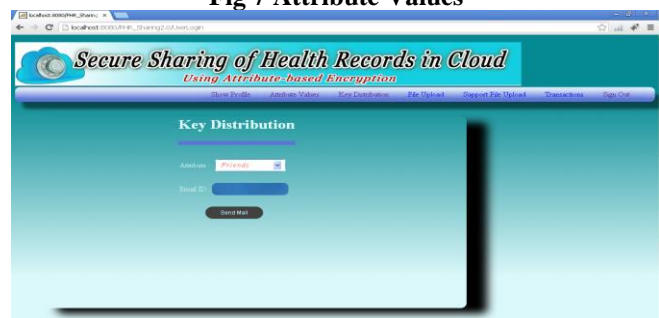 Fig 7 Attribute Values
localhost:8080/PHR_Sharing2.0/UserLogin
Secure Sharing of Health Records in Cloud
Using Attribute-based Encryption
Show Profile Attribute Values Key Distribution File Upload Support File Upload Transactions Sign Out
Key Distribution
Attribute Friends
Email ID
Send Mail